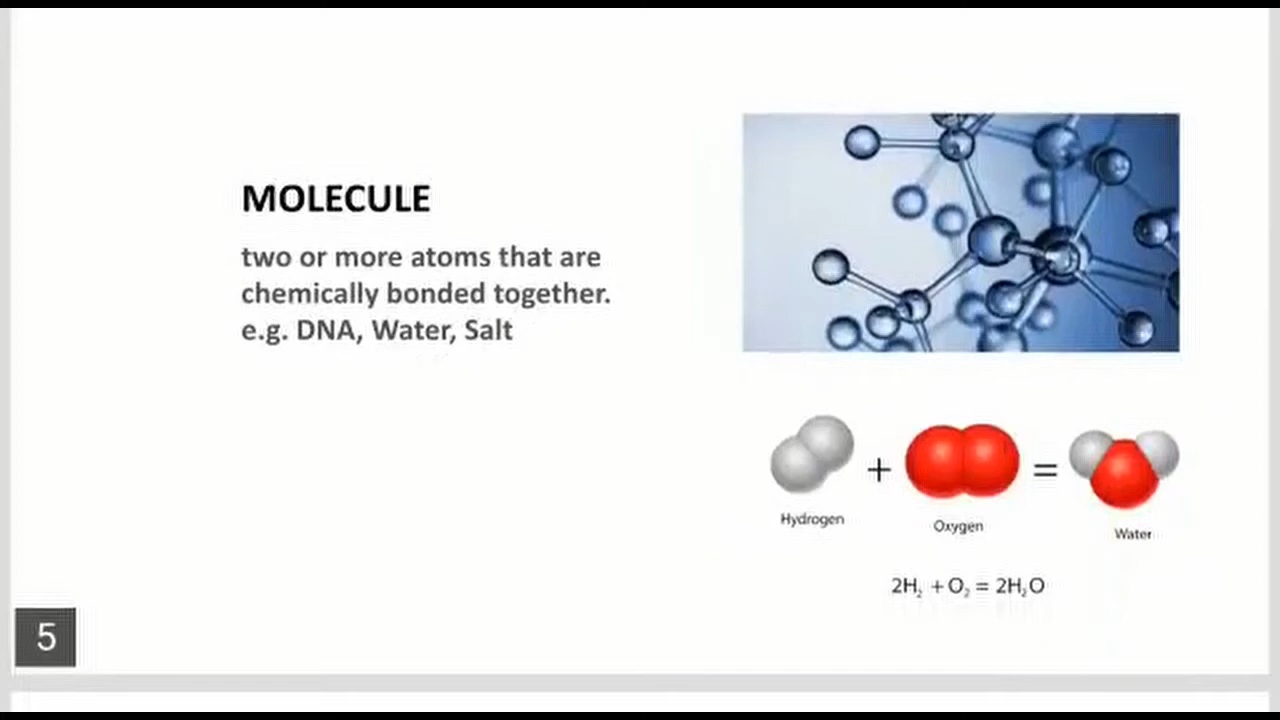 MOLECULE
two or more atoms that are
chemically bonded together.
e.g. DNA, Water, Salt
+
=
Hydrogen
Oxygen
Water
2H₂ + O₂ = 2H₂O
5